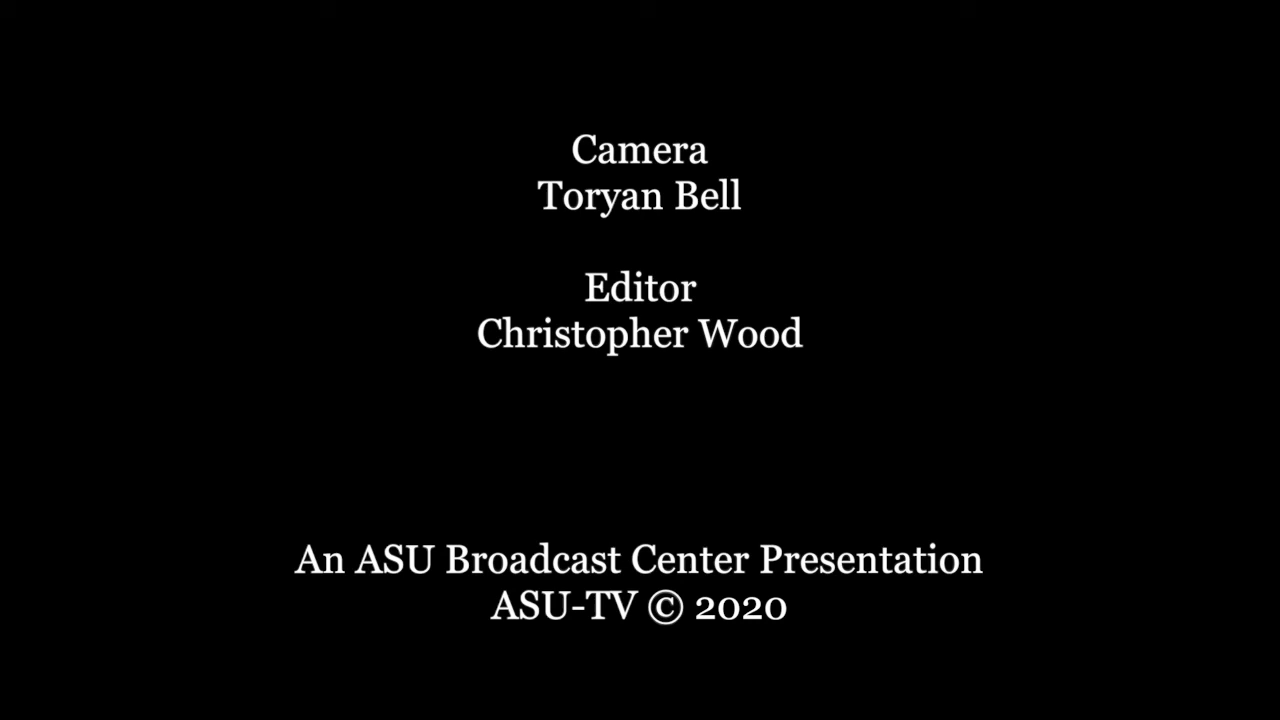 Camera
Toryan Bell
Editor
Christopher Wood
An ASU Broadcast Center Presentation
ASU-TV © 2020